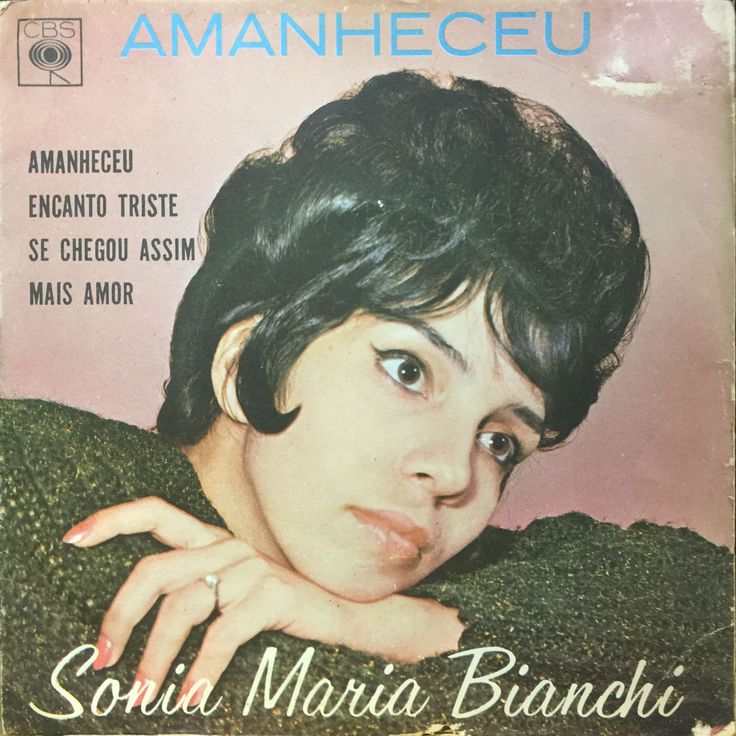 CBS
AMANHECEU
AMANHECEU
ENCANTO TRISTE
SE CHEGOU ASSIM
MAIS AMOR
Sonia Maria Bianchi